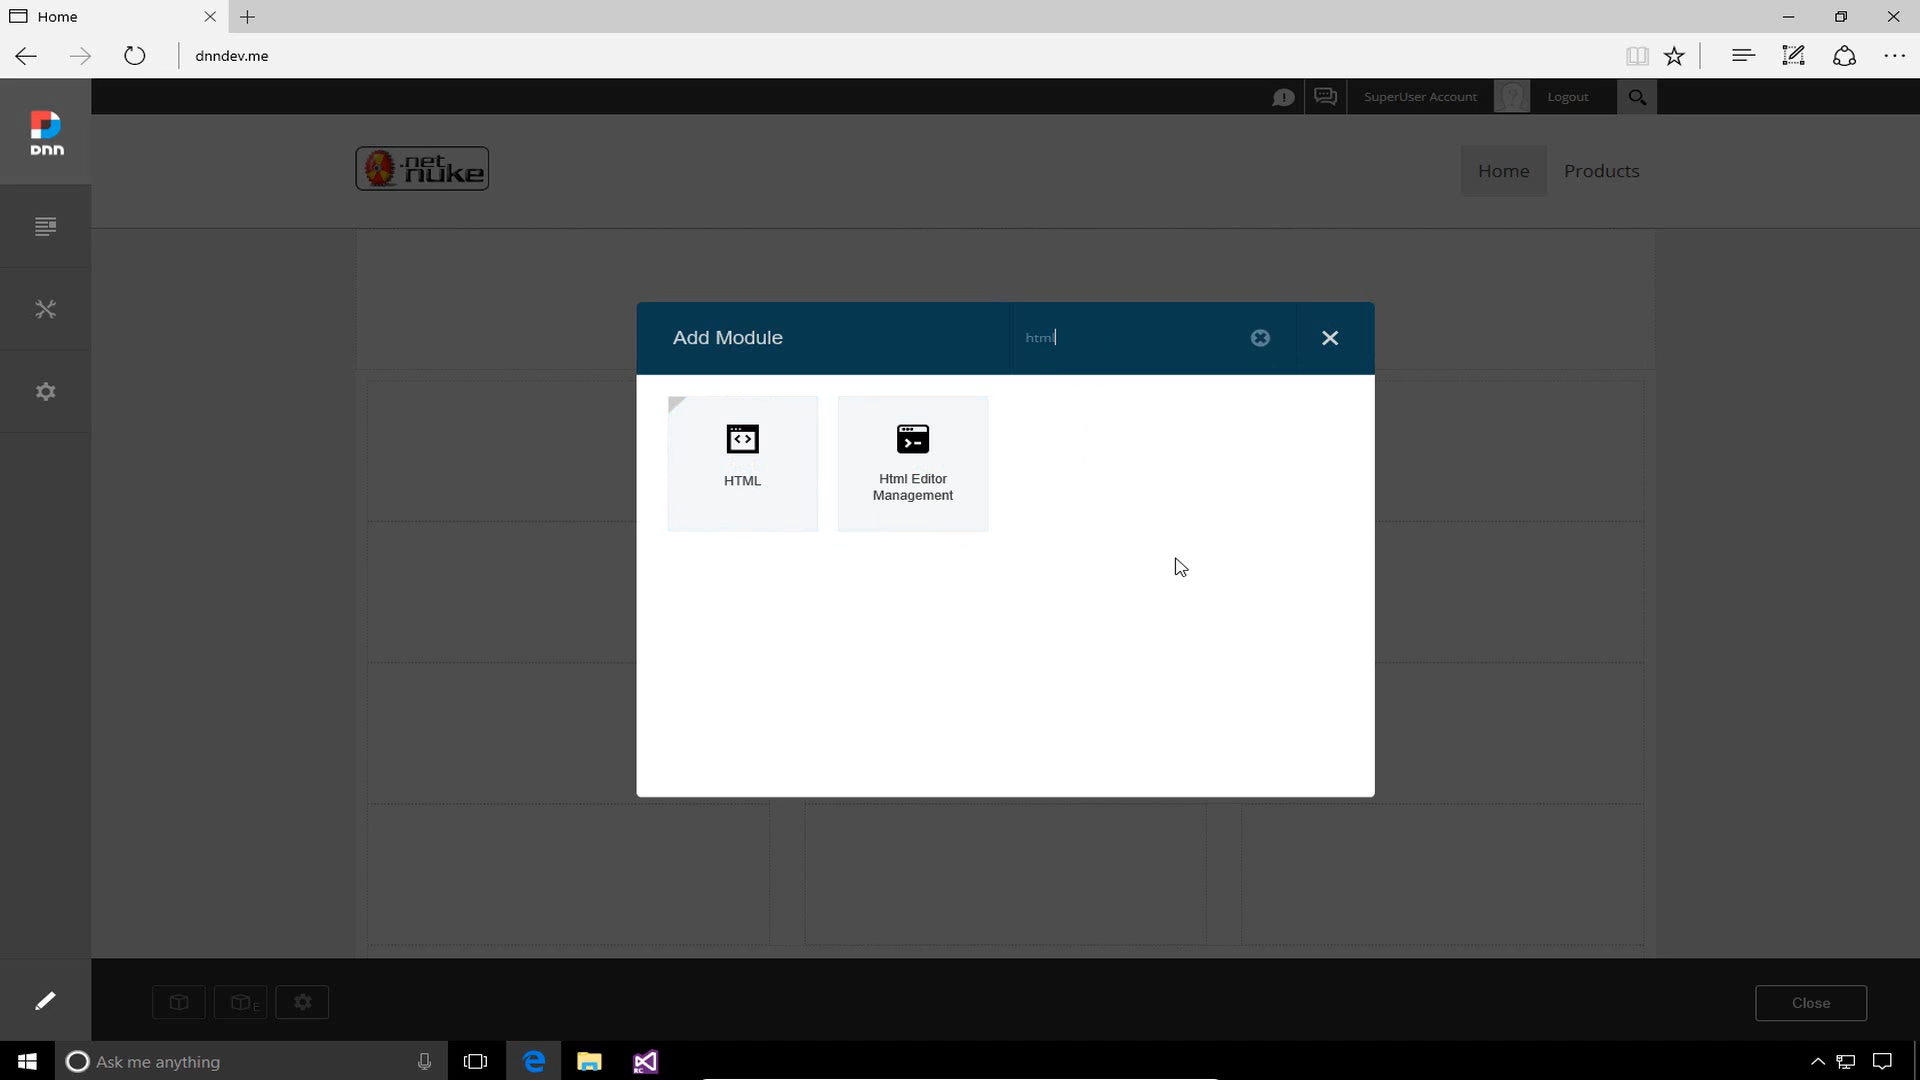 Home
dnndev.me
SuperUser Account
Logout
DNN
.net
nuke
Home
Products
Add Module
html
HTML
Html Editor
Management
E
Close
Ask me anything
RC